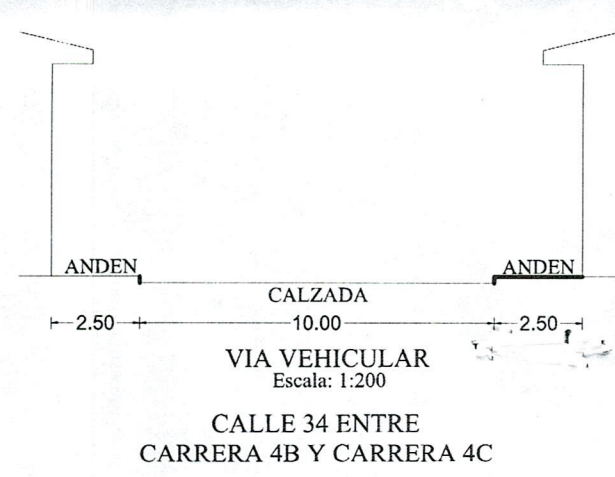 ANDEN ANDEN
CALZADA
2.50 10.00 2.50
VIA VEHICULAR
Escala: 1:200
CALLE 34 ENTRE
CARRERA 4B Y CARRERA 4C